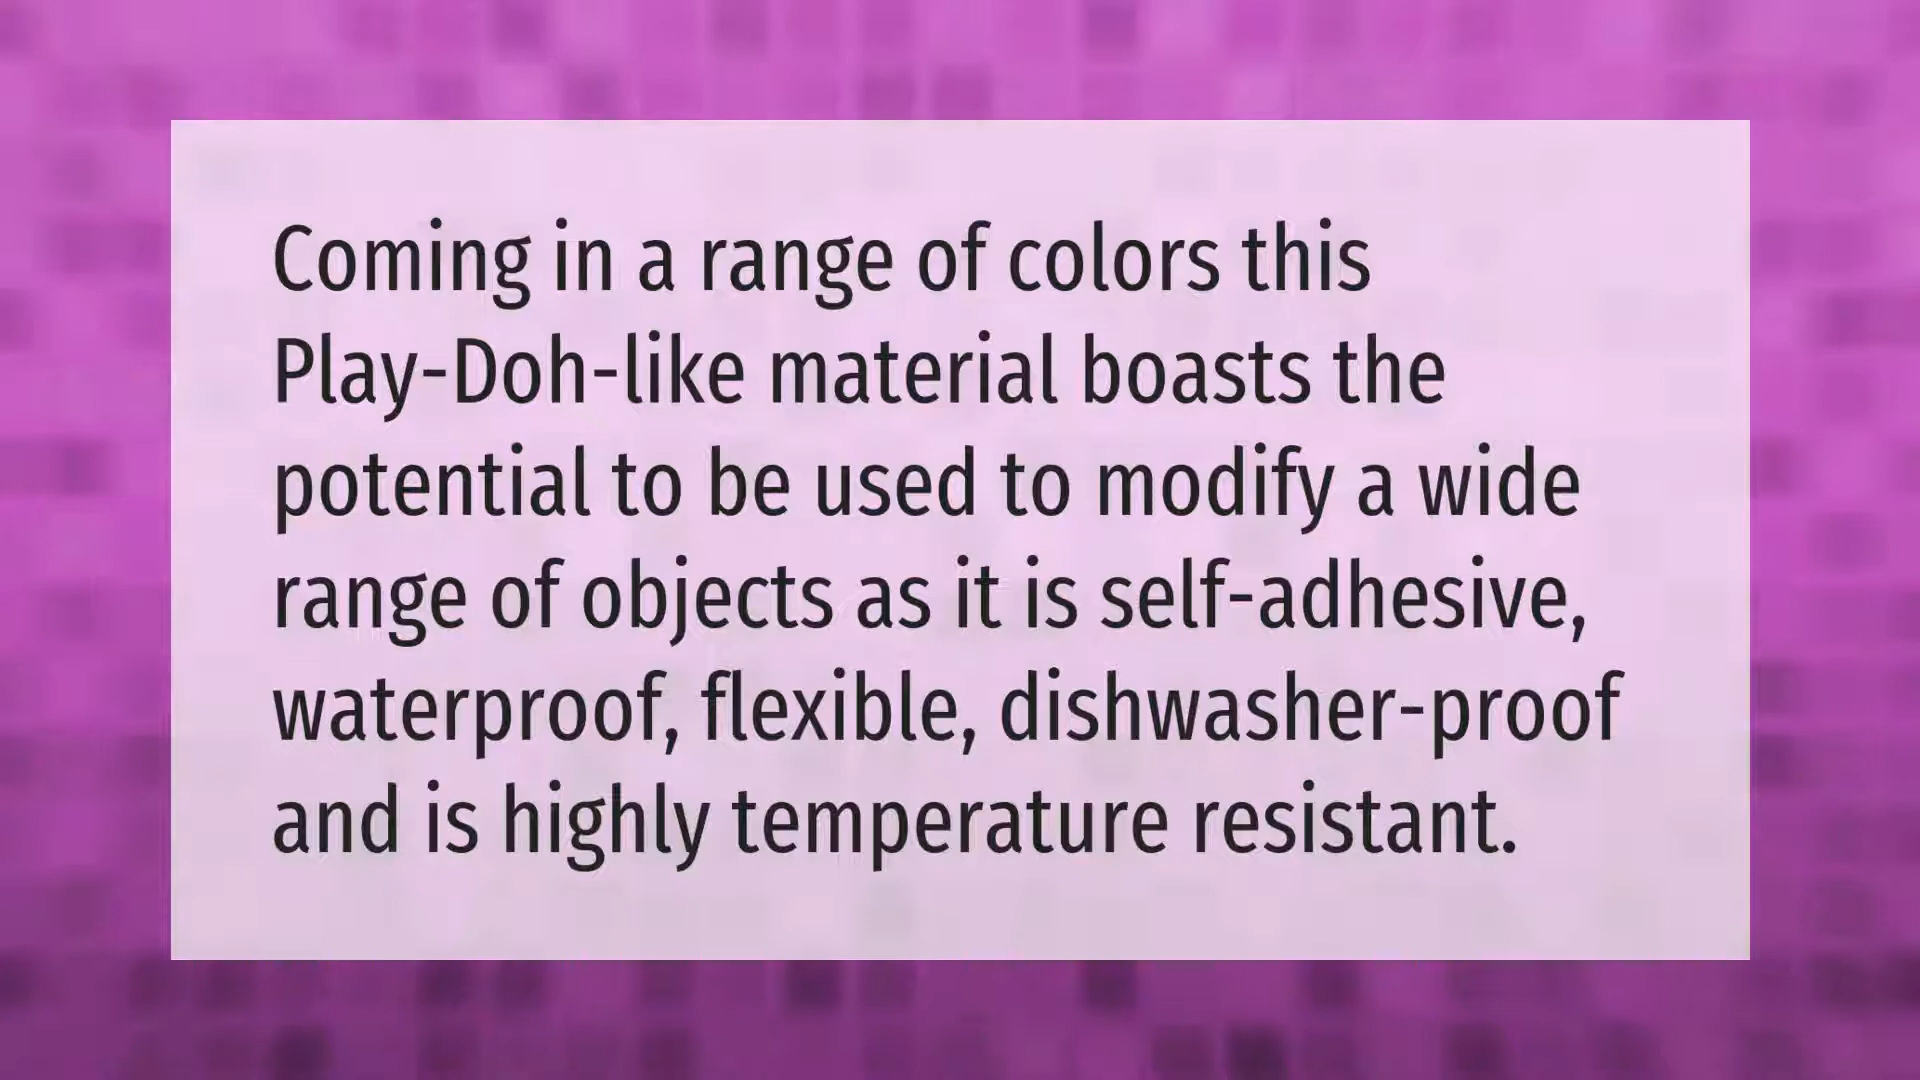 Coming in a range of colors this
Play-Doh-like material boasts the
potential to be used to modify a wide
range of objects as it is self-adhesive,
waterproof, flexible, dishwasher-proof
and is highly temperature resistant.